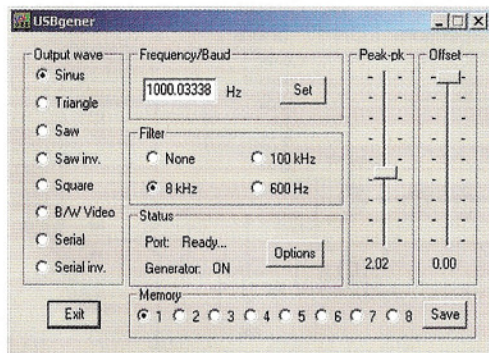 USBgener
Output wave
Sinus
Triangle
Saw
Saw inv.
Square
B/W Video
Serial
Serial inv.
Exit
Frequency/Baud
1000.03338 Hz Set
Filter
None 100 kHz
8 kHz 600 Hz
Status
Port: Ready...
Generator: ON
Options
Peak-pk
2.02
Offset
0.00
Memory
1 2 3 4 5 6 7 8 Save